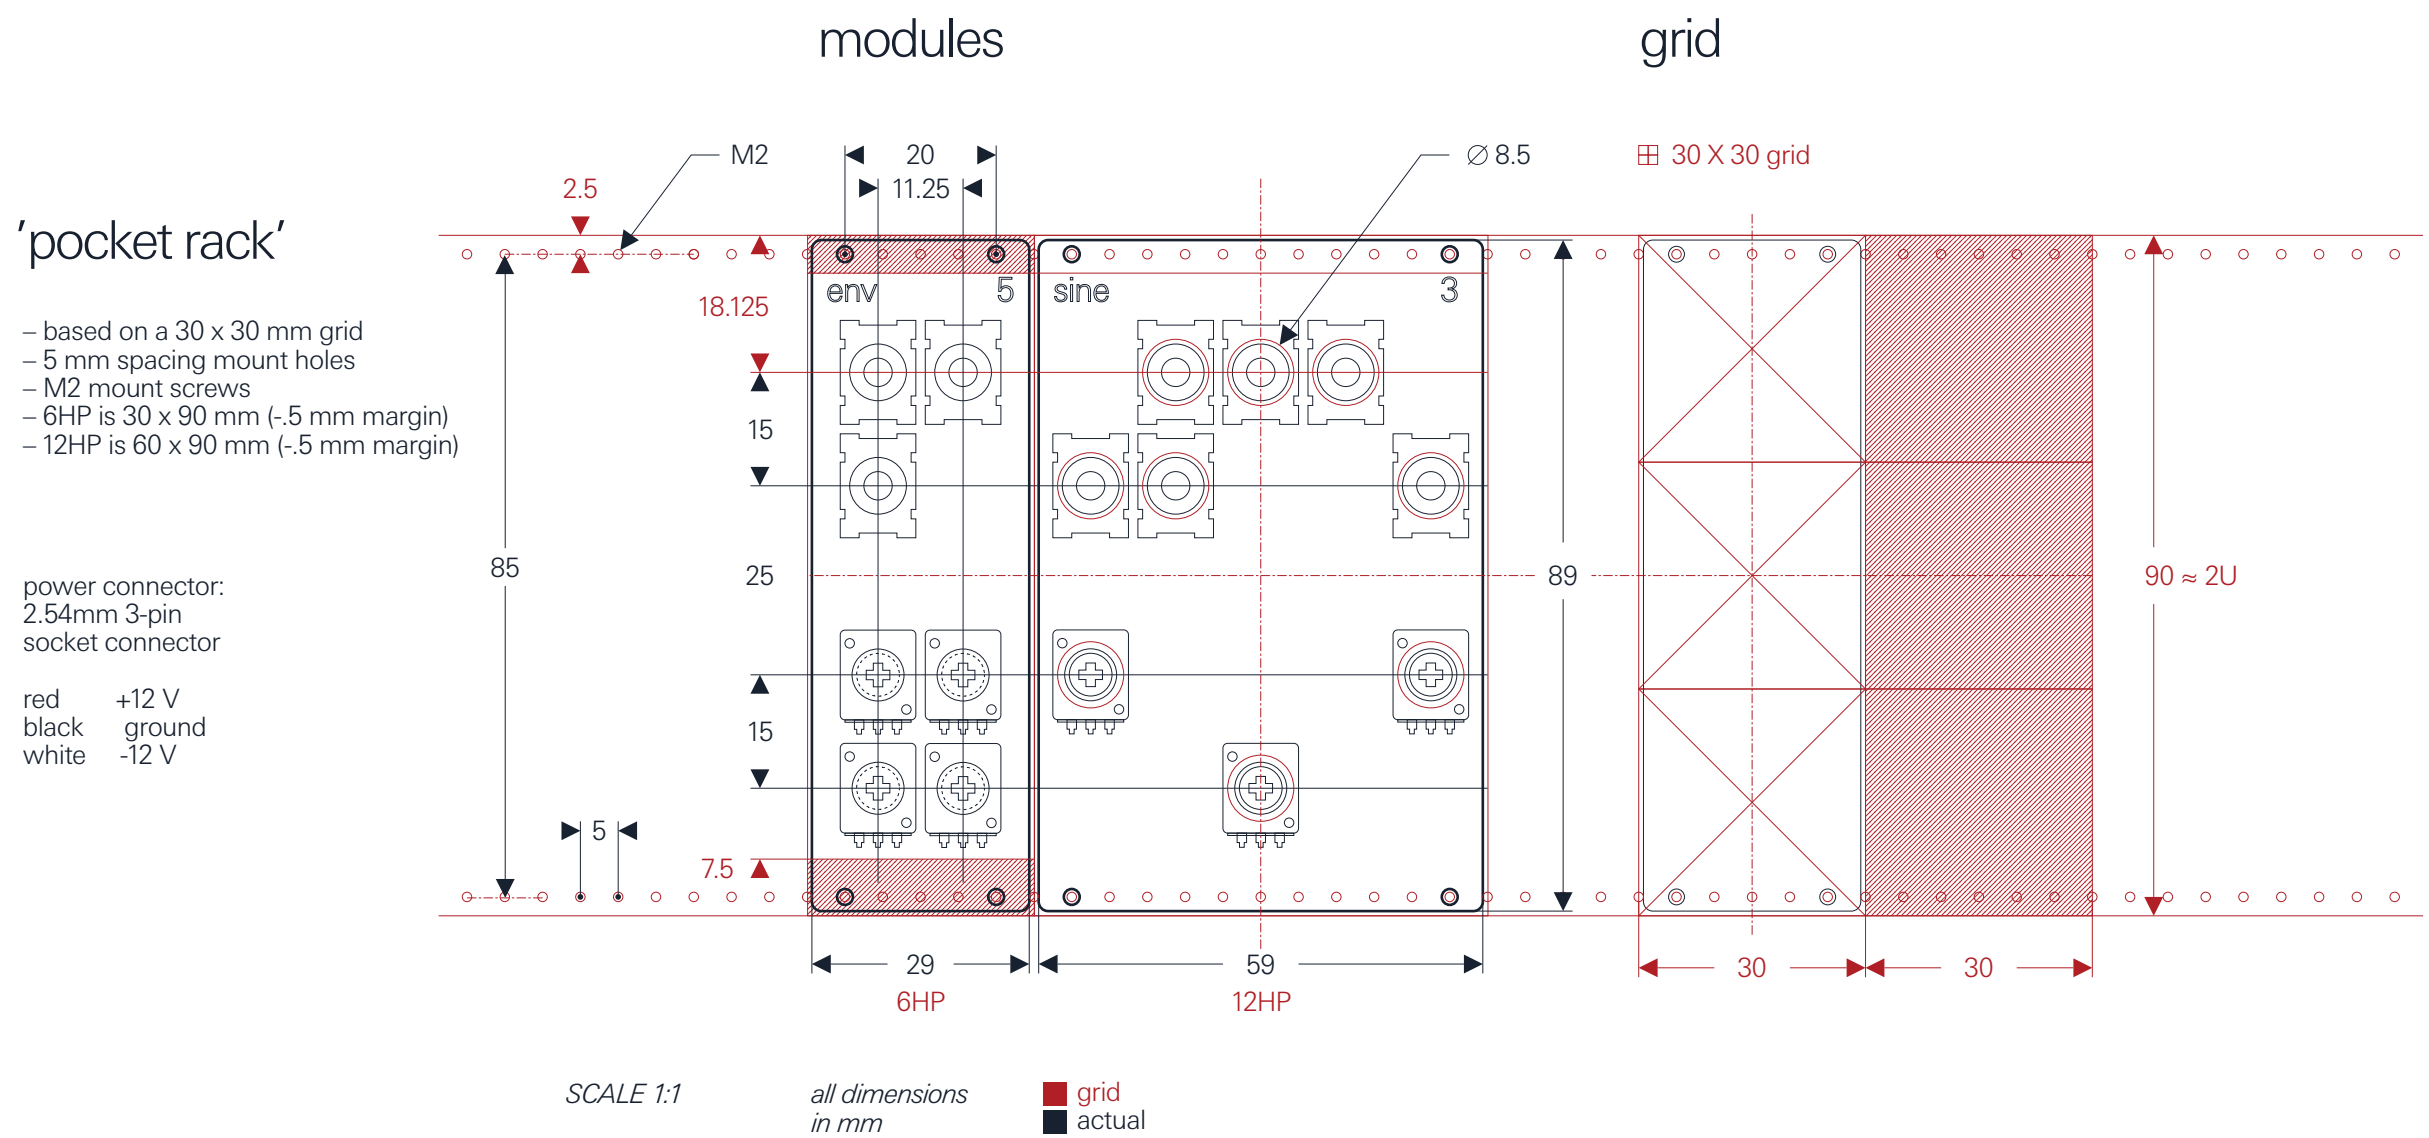 modules
grid
M2
20
Ø 8.5
30 X 30 grid
2.5
11.25
'pocket rack'
env
5
sine
3
18.125
– based on a 30 x 30 mm grid
– 5 mm spacing mount holes
– M2 mount screws
– 6HP is 30 x 90 mm (-.5 mm margin)
– 12HP is 60 x 90 mm (-.5 mm margin)
15
85
25
89
90 ≈ 2U
power connector:
2.54mm 3-pin
socket connector
red +12 V
black ground
white -12 V
15
5
7.5
29
59
30
30
6HP
12HP
SCALE 1:1
all dimensions
in mm
grid
actual